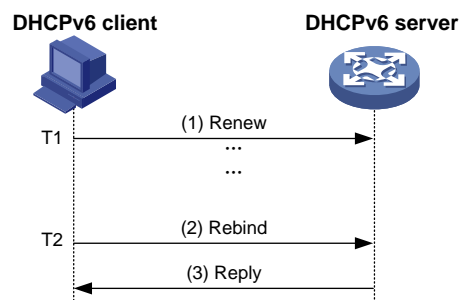 DHCPv6 client
DHCPv6 server
T1
(1) Renew
...
...
T2
(2) Rebind
(3) Reply